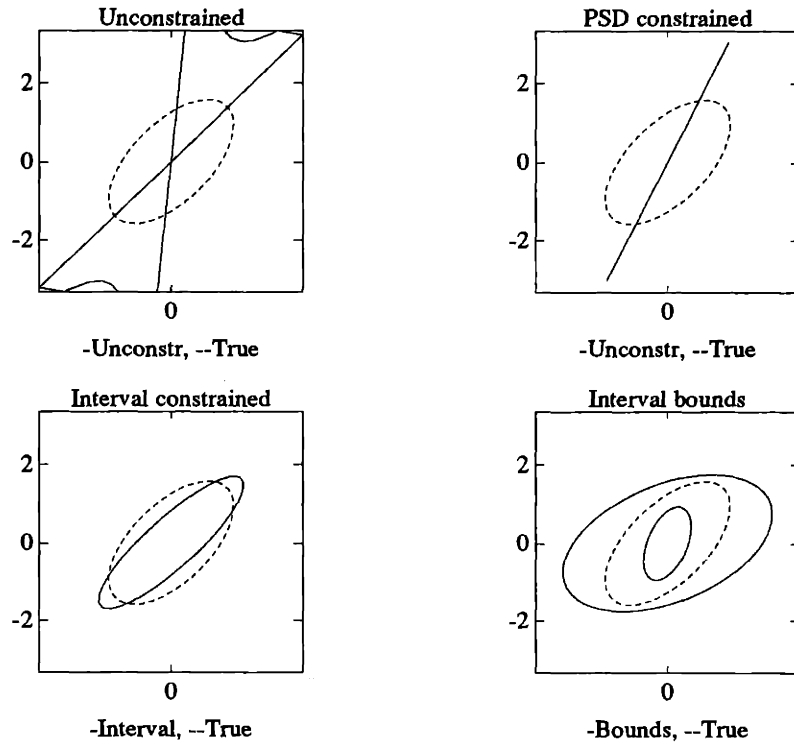 Unconstrained
2
0
-2
0
-Unconstr, --True
PSD constrained
2
0
-2
0
-Unconstr, --True
Interval constrained
2
0
-2
0
-Interval, --True
Interval bounds
2
0
-2
0
-Bounds, --True